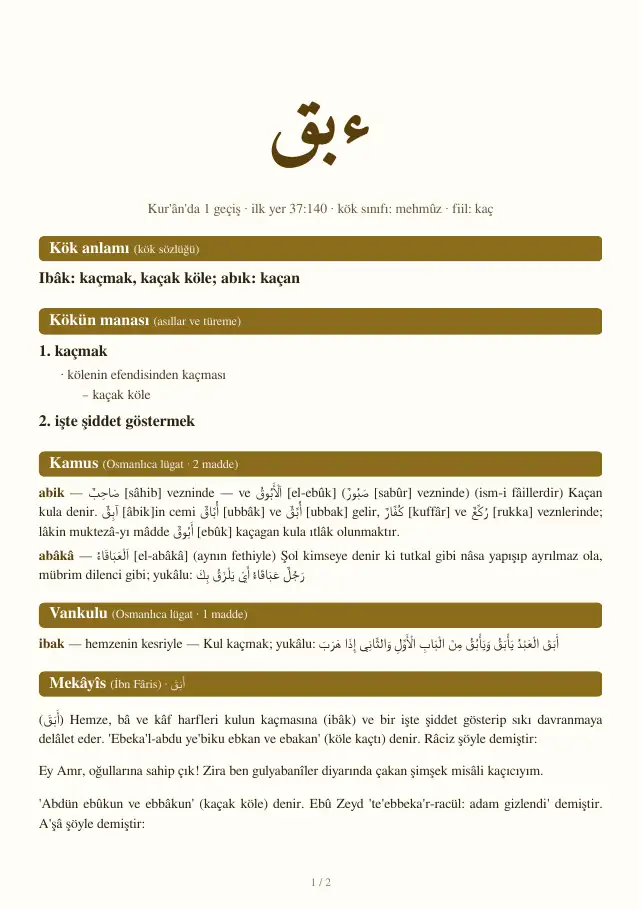 ءبق
Kur'ân'da 1 geçiş · ilk yer 37:140 · kök sınıfı: mehmûz · fiil: kaç
Kök anlamı (kök sözlüğü)
Ibâk: kaçmak, kaçak köle; abık: kaçan
Kökün manası (asıllar ve türeme)
1. kaçmak
· kölenin efendisinden kaçması
– kaçak köle
2. işte şiddet göstermek
Kamus (Osmanlıca lügat · 2 madde)
abik — صَاحِبٌ [sâhib] vezninde — ve اَلْأَبُوقُ [el-ebûk] (صَبُورٌ [sabûr] vezninde) (ism-i fâillerdir) Kaçan
kula denir. آبِقٌ [âbik]in cemi أُبَّاقٌ [ubbâk] ve أُبَّقٌ [ubbak] gelir, كُفَّارٌ [kuffâr] ve رُكَّعٌ [rukka] veznlerinde;
lâkin muktezâ-yı mâdde أَبُوقٌ [ebûk] kaçagan kula ıtlâk olunmaktır.
abâkâ — اَلْعَبَاقَاءُ [el-abâkâ] (aynın fethiyle) Şol kimseye denir ki tutkal gibi nâsa yapışıp ayrılmaz ola,
mübrim dilenci gibi; yukâlu: رَجُلٌ عَبَاقَاءُ أَيْ يَلْزَقُ بِكَ
Vankulu (Osmanlıca lügat · 1 madde)
ibak — hemzenin kesriyle — Kul kaçmak; yukâlu: أَبَقَ الْعَبْدُ يَأْبَقُ وَيَأْبُقُ مِنَ الْبَابِ الْأَوَّلِ وَالثَّانِي إِذَا هَرَبَ
Mekâyîs (İbn Fâris) · أَبَقَ
(أَبَقَ) Hemze, bâ ve kâf harfleri kulun kaçmasına (ibâk) ve bir işte şiddet gösterip sıkı davranmaya
delâlet eder. 'Ebeka'l-abdu ye'biku ebkan ve ebakan' (köle kaçtı) denir. Râciz şöyle demiştir:
Ey Amr, oğullarına sahip çık! Zira ben gulyabanîler diyarında çakan şimşek misâli kaçıcıyım.
'Abdün ebûkun ve ebbâkun' (kaçak köle) denir. Ebû Zeyd 'te'ebbeka'r-racül: adam gizlendi' demiştir.
A'şâ şöyle demiştir:
1 / 2